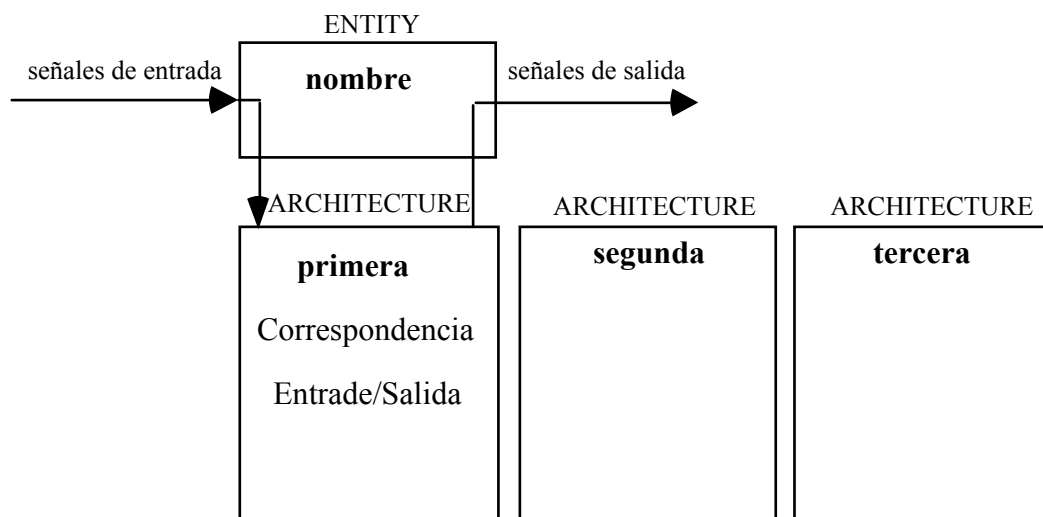 ENTITY
señales de entrada
nombre
señales de salida
ARCHITECTURE
ARCHITECTURE
ARCHITECTURE
primera
segunda
tercera
Correspondencia
Entrade/Salida